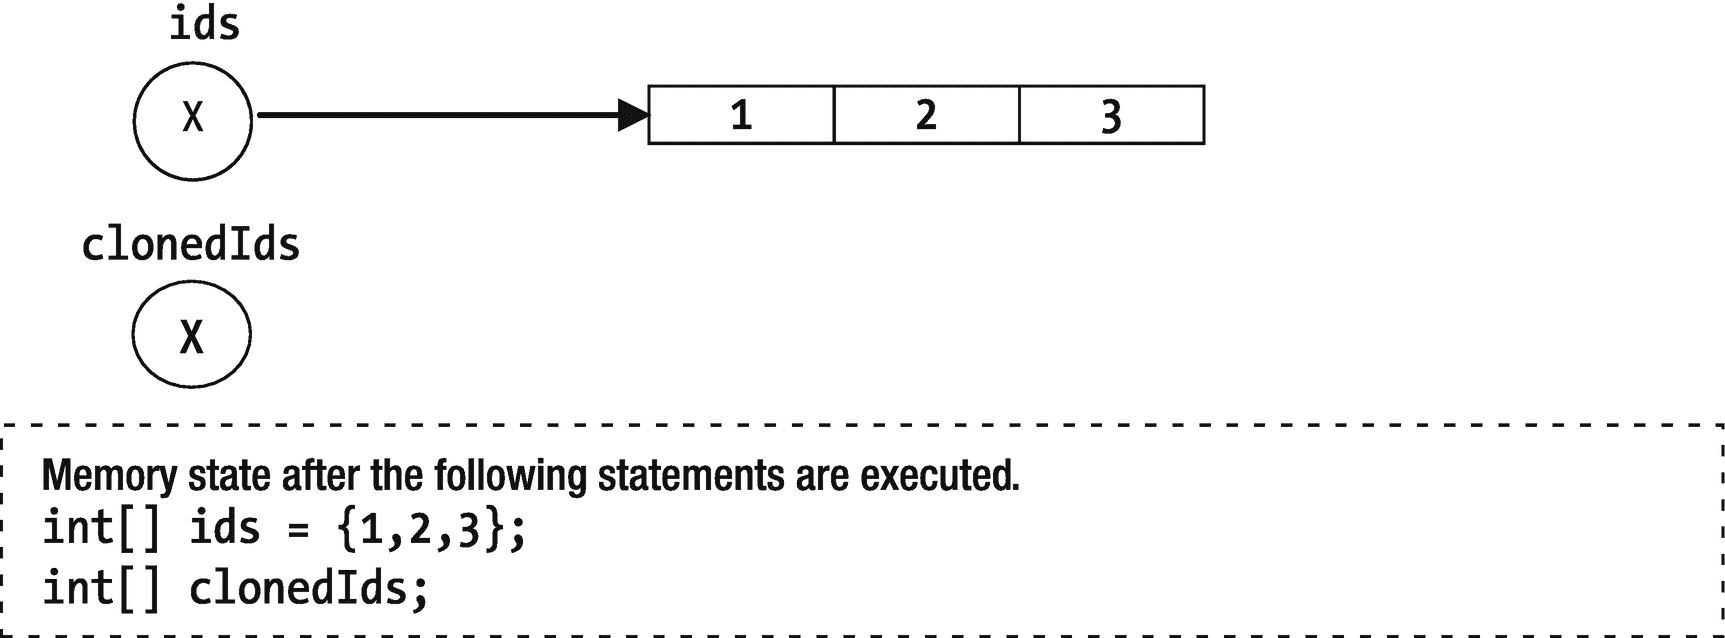 ids
X
1 2 3
clonedIds
X
Memory state after the following statements are executed.
int[] ids = {1,2,3};
int[] clonedIds;